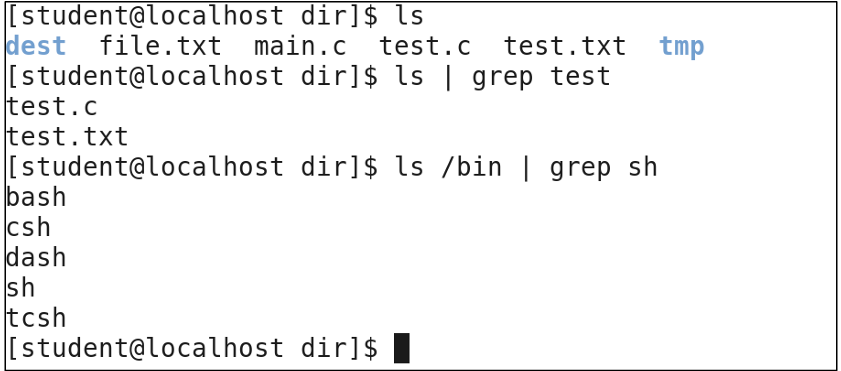 [student@localhost dir]$ ls
dest  file.txt  main.c  test.c  test.txt  tmp
[student@localhost dir]$ ls | grep test
test.c
test.txt
[student@localhost dir]$ ls /bin | grep sh
bash
csh
dash
sh
tcsh
[student@localhost dir]$